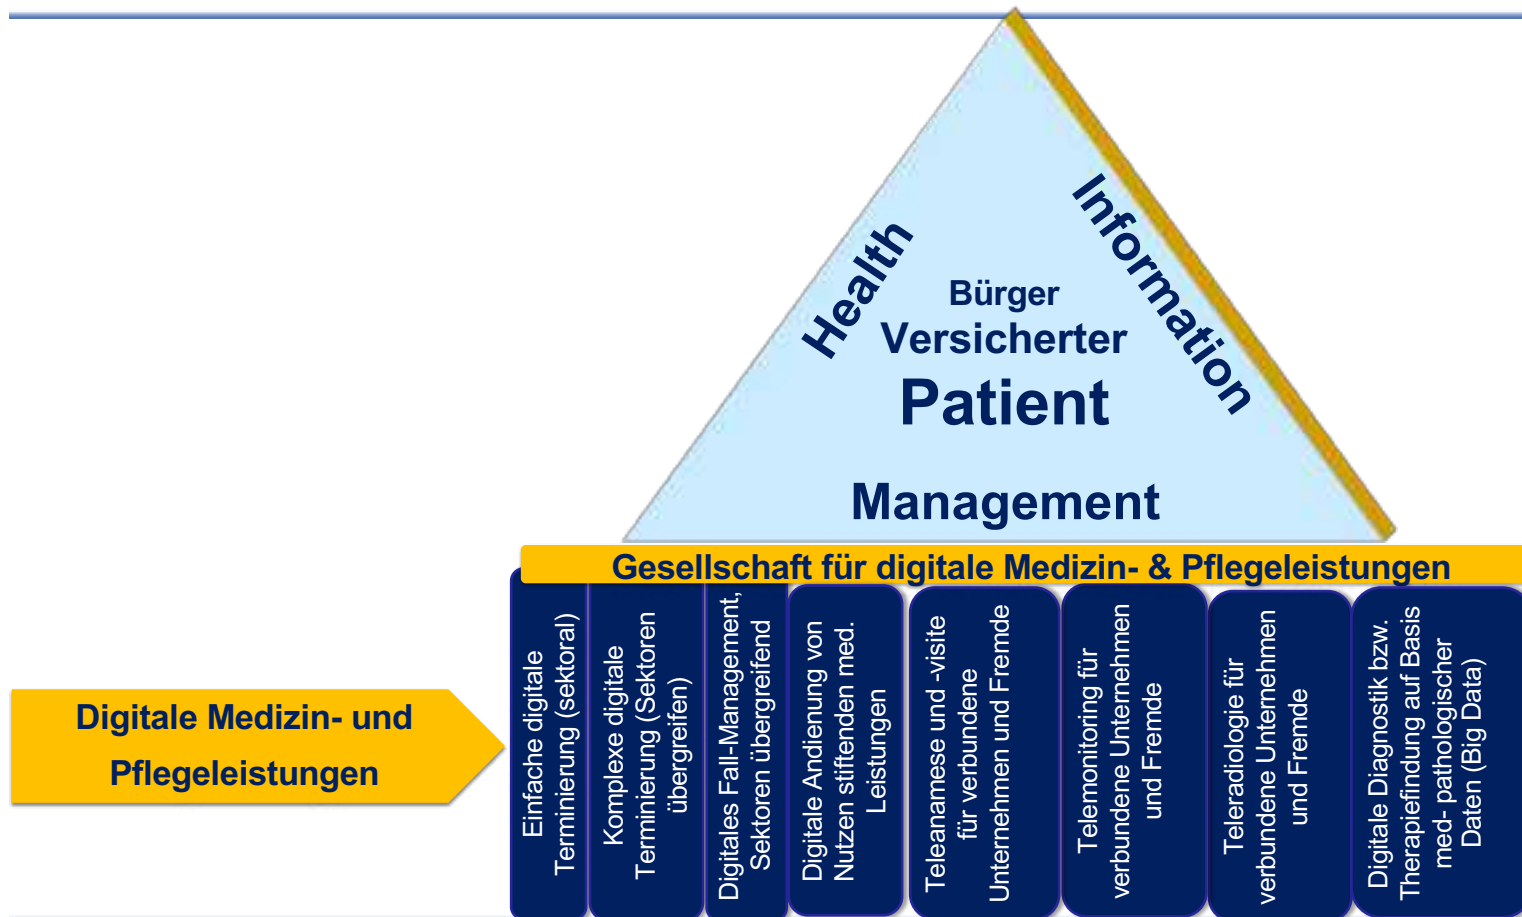 Health
Information
Bürger
Versicherter
Patient
Management
Gesellschaft für digitale Medizin- & Pflegeleistungen
Digitale Medizin- und
Pflegeleistungen
Einfache digitale
Terminierung (sektoral)
Komplexe digitale
Terminierung (Sektoren
übergreifen)
Digitales Fall-Management,
Sektoren übergreifend
Digitale Andienung von
Nutzen stiftenden med.
Leistungen
Teleanamese und -visite
für verbundene
Unternehmen und Fremde
Telemonitoring für
verbundene Unternehmen
und Fremde
Teleradiologie für
verbundene Unternehmen
und Fremde
Digitale Diagnostik bzw.
Therapiefindung auf Basis
med- pathologischer
Daten (Big Data)